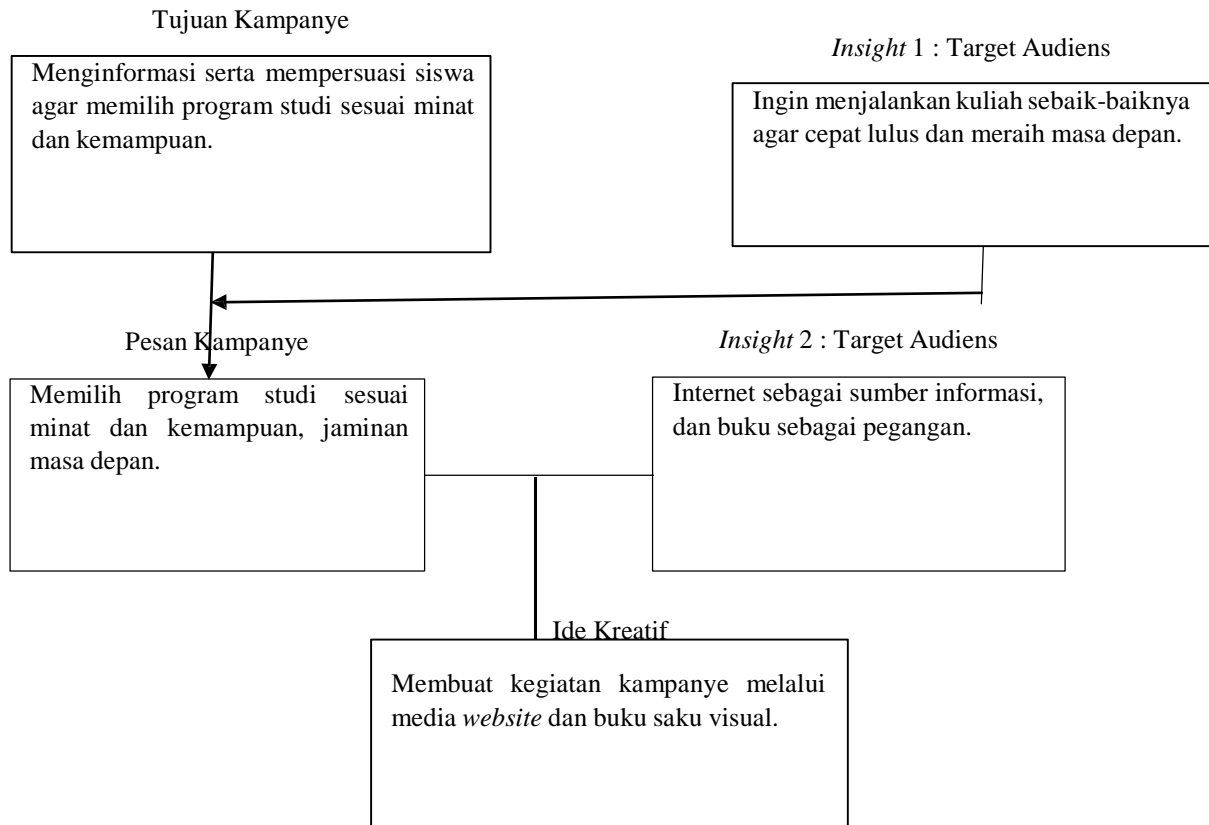 Tujuan Kampanye
Menginformasi serta mempersuasi siswa
agar memilih program studi sesuai minat
dan kemampuan.
Insight 1 : Target Audiens
Ingin menjalankan kuliah sebaik-baiknya
agar cepat lulus dan meraih masa depan.
Pesan Kampanye
Memilih program studi sesuai
minat dan kemampuan, jaminan
masa depan.
Insight 2 : Target Audiens
Internet sebagai sumber informasi,
dan buku sebagai pegangan.
Ide Kreatif
Membuat kegiatan kampanye melalui
media website dan buku saku visual.